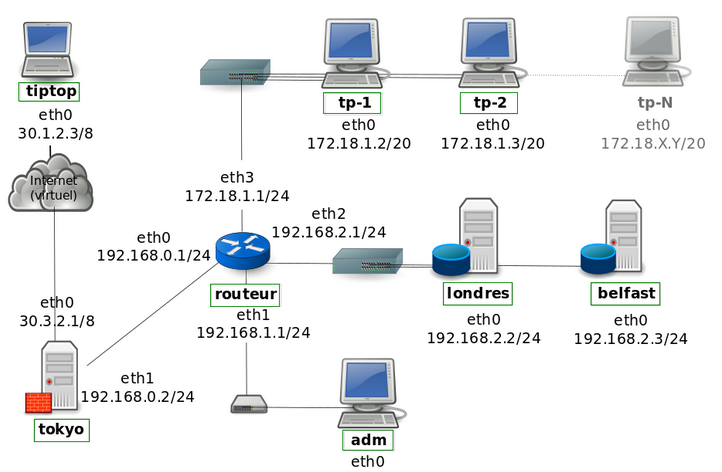 tiptop
eth0
30.1.2.3/8
Internet
(virtuel)
eth0
30.3.2.1/8
eth1
192.168.0.2/24
tokyo
tp-1
eth0
172.18.1.2/20
tp-2
eth0
172.18.1.3/20
tp-N
eth0
172.18.X.Y/20
eth3
172.18.1.1/24
eth0
192.168.0.1/24
eth2
192.168.2.1/24
routeur
eth1
192.168.1.1/24
londres
eth0
192.168.2.2/24
belfast
eth0
192.168.2.3/24
adm
eth0